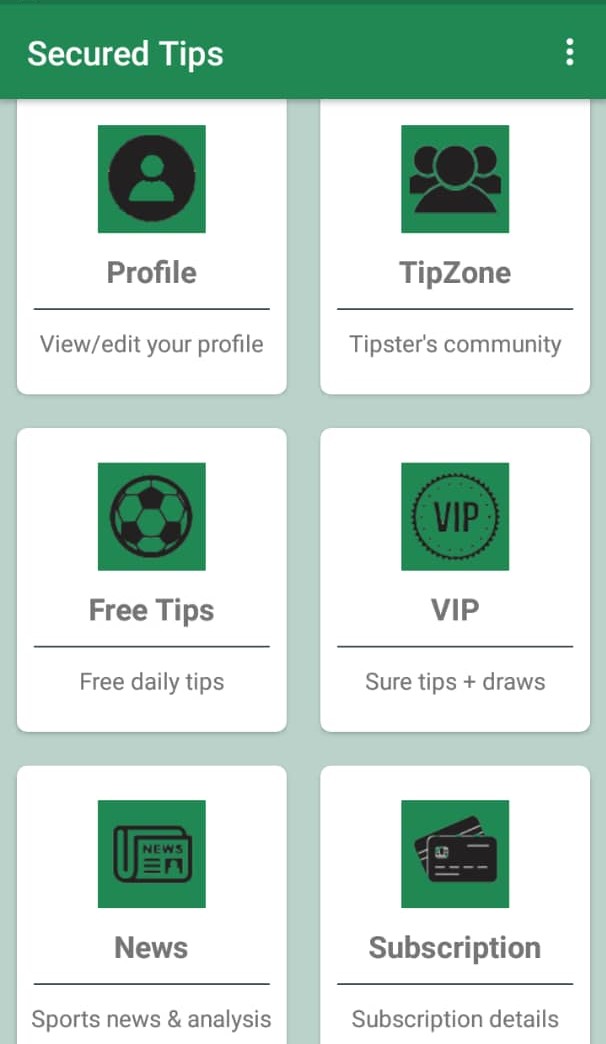 Secured Tips
Profile
View/edit your profile
TipZone
Tipster's community
Free Tips
Free daily tips
VIP
VIP
Sure tips + draws
NEWS
News
Sports news & analysis
Subscription
Subscription details